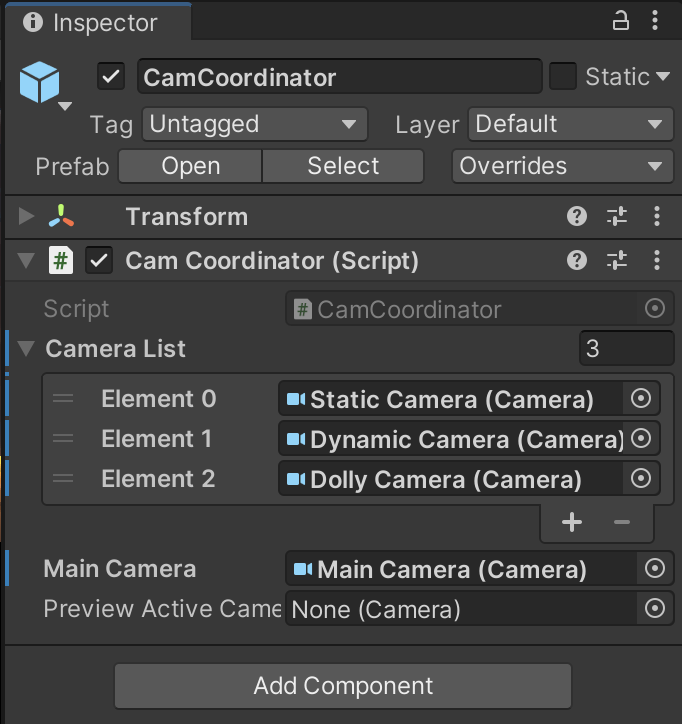 Inspector
CamCoordinator Static
Tag Untagged Layer Default
Prefab Open Select Overrides
Transform
# Cam Coordinator (Script)
Script # CamCoordinator
Camera List 3
Element 0 Static Camera (Camera)
Element 1 Dynamic Camera (Camera)
Element 2 Dolly Camera (Camera)
+ −
Main Camera Main Camera (Camera)
Preview Active Came None (Camera)
Add Component